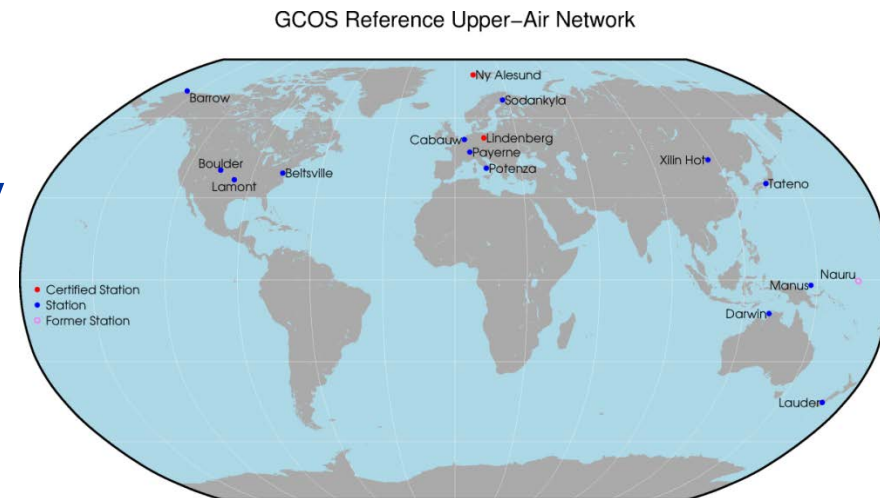 GCOS Reference Upper-Air Network
Ny Alesund
Barrow
Sodankyla
Cabauw
Lindenberg
Payerne
Boulder
Xilin Hot
Potenza
Beltsville
Lamont
Tateno
Nauru
Certified Station
Manus
Station
Former Station
Darwin
Lauder